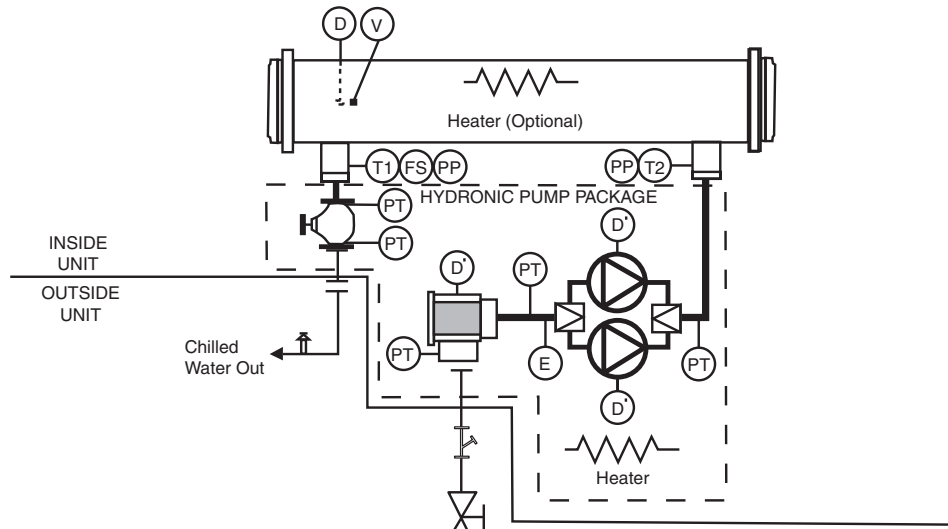 D V
Heater (Optional)
T1 FS PP
PP T2
HYDRONIC PUMP PACKAGE
PT
D'
PT
INSIDE
UNIT
D'
PT
OUTSIDE
UNIT
Chilled
Water Out
PT
E
PT
D'
Heater